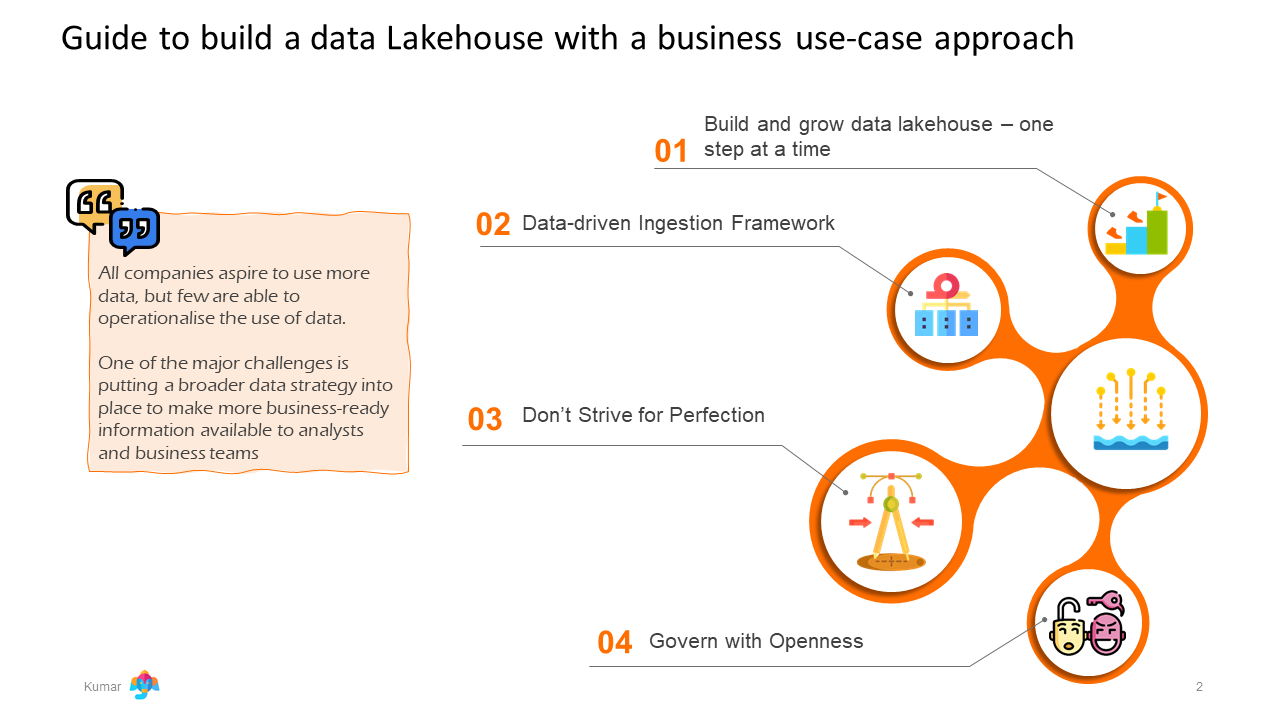 Guide to build a data Lakehouse with a business use-case approach
All companies aspire to use more
data, but few are able to
operationalise the use of data.
One of the major challenges is
putting a broader data strategy into
place to make more business-ready
information available to analysts
and business teams
01
Build and grow data lakehouse – one
step at a time
02 Data-driven Ingestion Framework
03 Don’t Strive for Perfection
04 Govern with Openness
Kumar
2